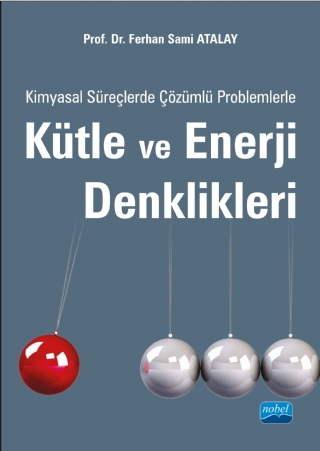 Prof. Dr. Ferhan Sami ATALAY
Kimyasal Süreçlerde Çözümlü Problemlerle
Kütle ve Enerji
Denklikleri
nobel